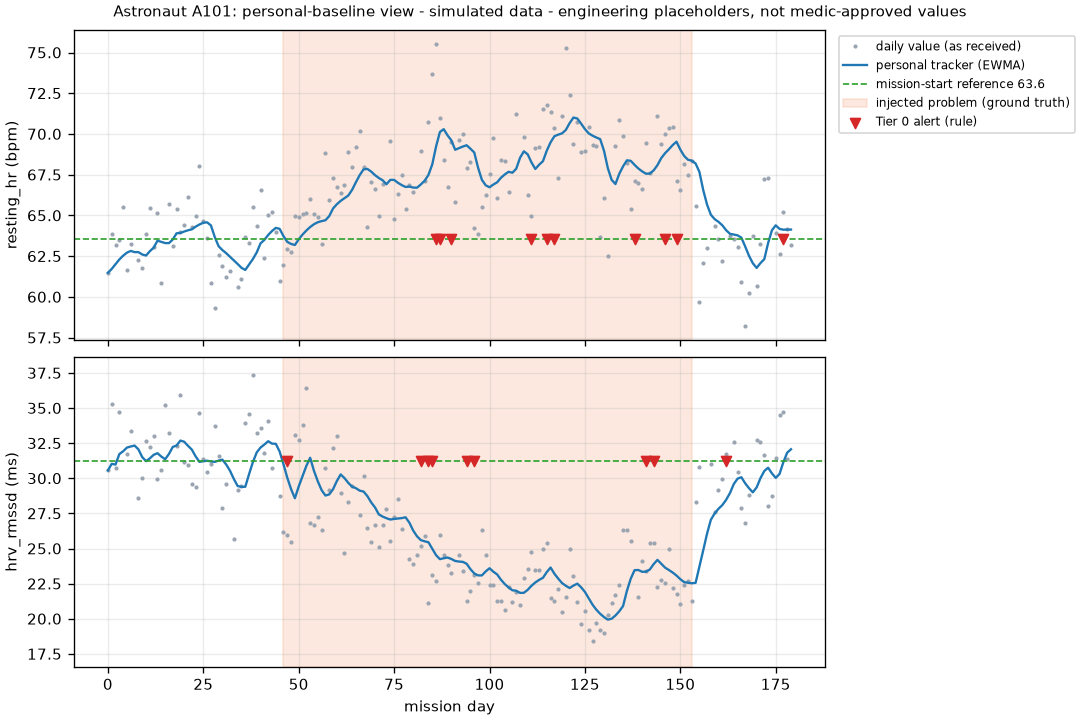 Astronaut A101: personal-baseline view - simulated data - engineering placeholders, not medic-approved values
resting_hr (bpm)
75.0
72.5
70.0
67.5
65.0
62.5
60.0
57.5
daily value (as received)
personal tracker (EWMA)
mission-start reference 63.6
injected problem (ground truth)
Tier 0 alert (rule)
hrv_rmssd (ms)
37.5
35.0
32.5
30.0
27.5
25.0
22.5
20.0
17.5
0 25 50 75 100 125 150 175
mission day